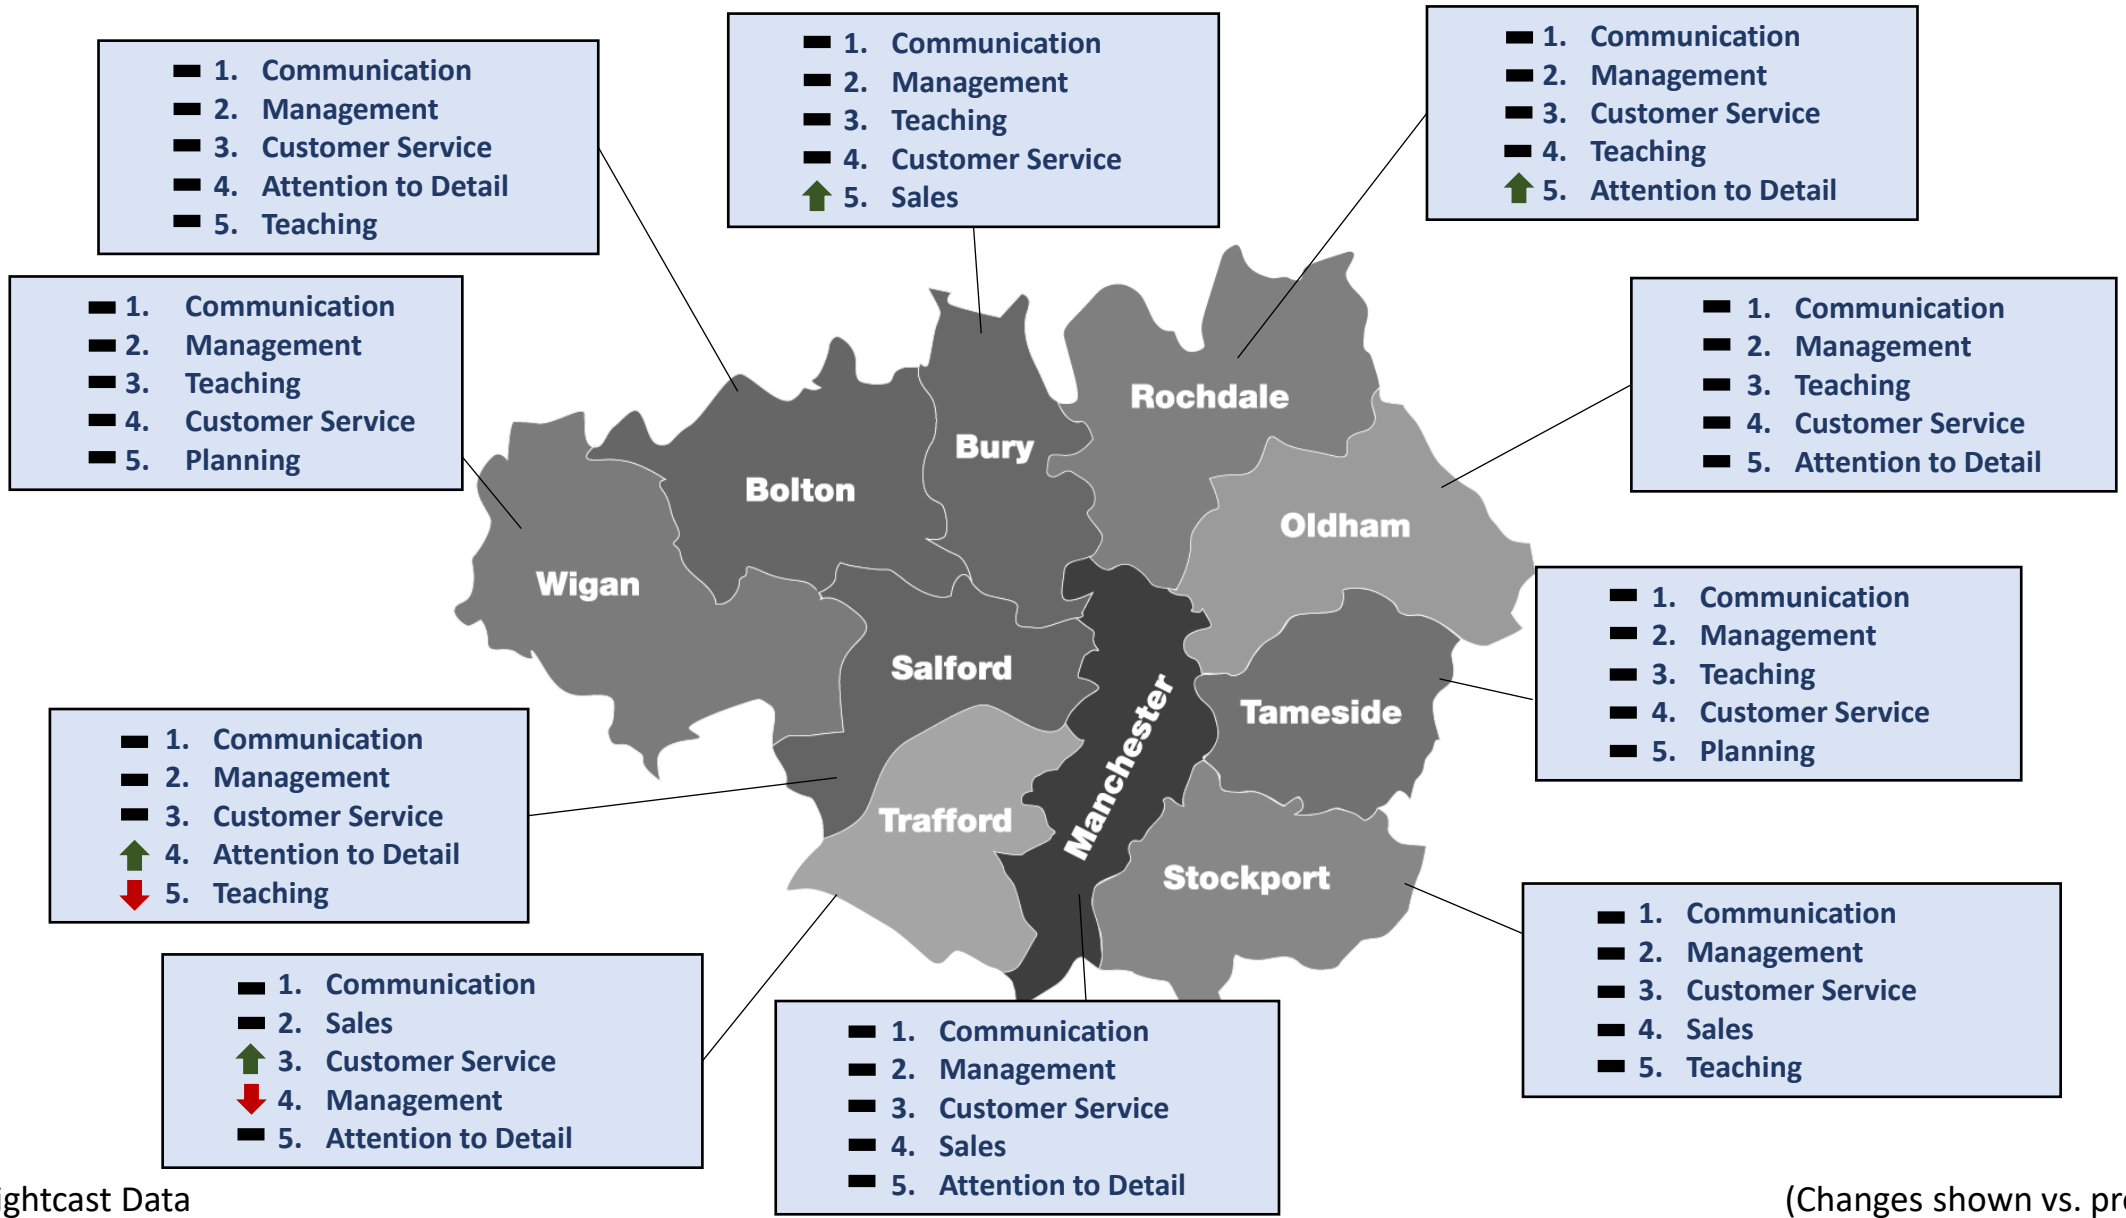 1. Communication
2. Management
3. Customer Service
4. Attention to Detail
5. Teaching
1. Communication
2. Management
3. Teaching
4. Customer Service
5. Sales
1. Communication
2. Management
3. Customer Service
4. Teaching
5. Attention to Detail
1. Communication
2. Management
3. Teaching
4. Customer Service
5. Planning
1. Communication
2. Management
3. Teaching
4. Customer Service
5. Attention to Detail
Rochdale
Bury
Bolton
Oldham
Wigan
Salford
Tameside
Manchester
Trafford
Stockport
1. Communication
2. Management
3. Teaching
4. Customer Service
5. Planning
1. Communication
2. Management
3. Customer Service
4. Attention to Detail
5. Teaching
1. Communication
2. Management
3. Customer Service
4. Sales
5. Teaching
1. Communication
2. Sales
3. Customer Service
4. Management
5. Attention to Detail
1. Communication
2. Management
3. Customer Service
4. Sales
5. Attention to Detail
Data
(Changes shown vs.